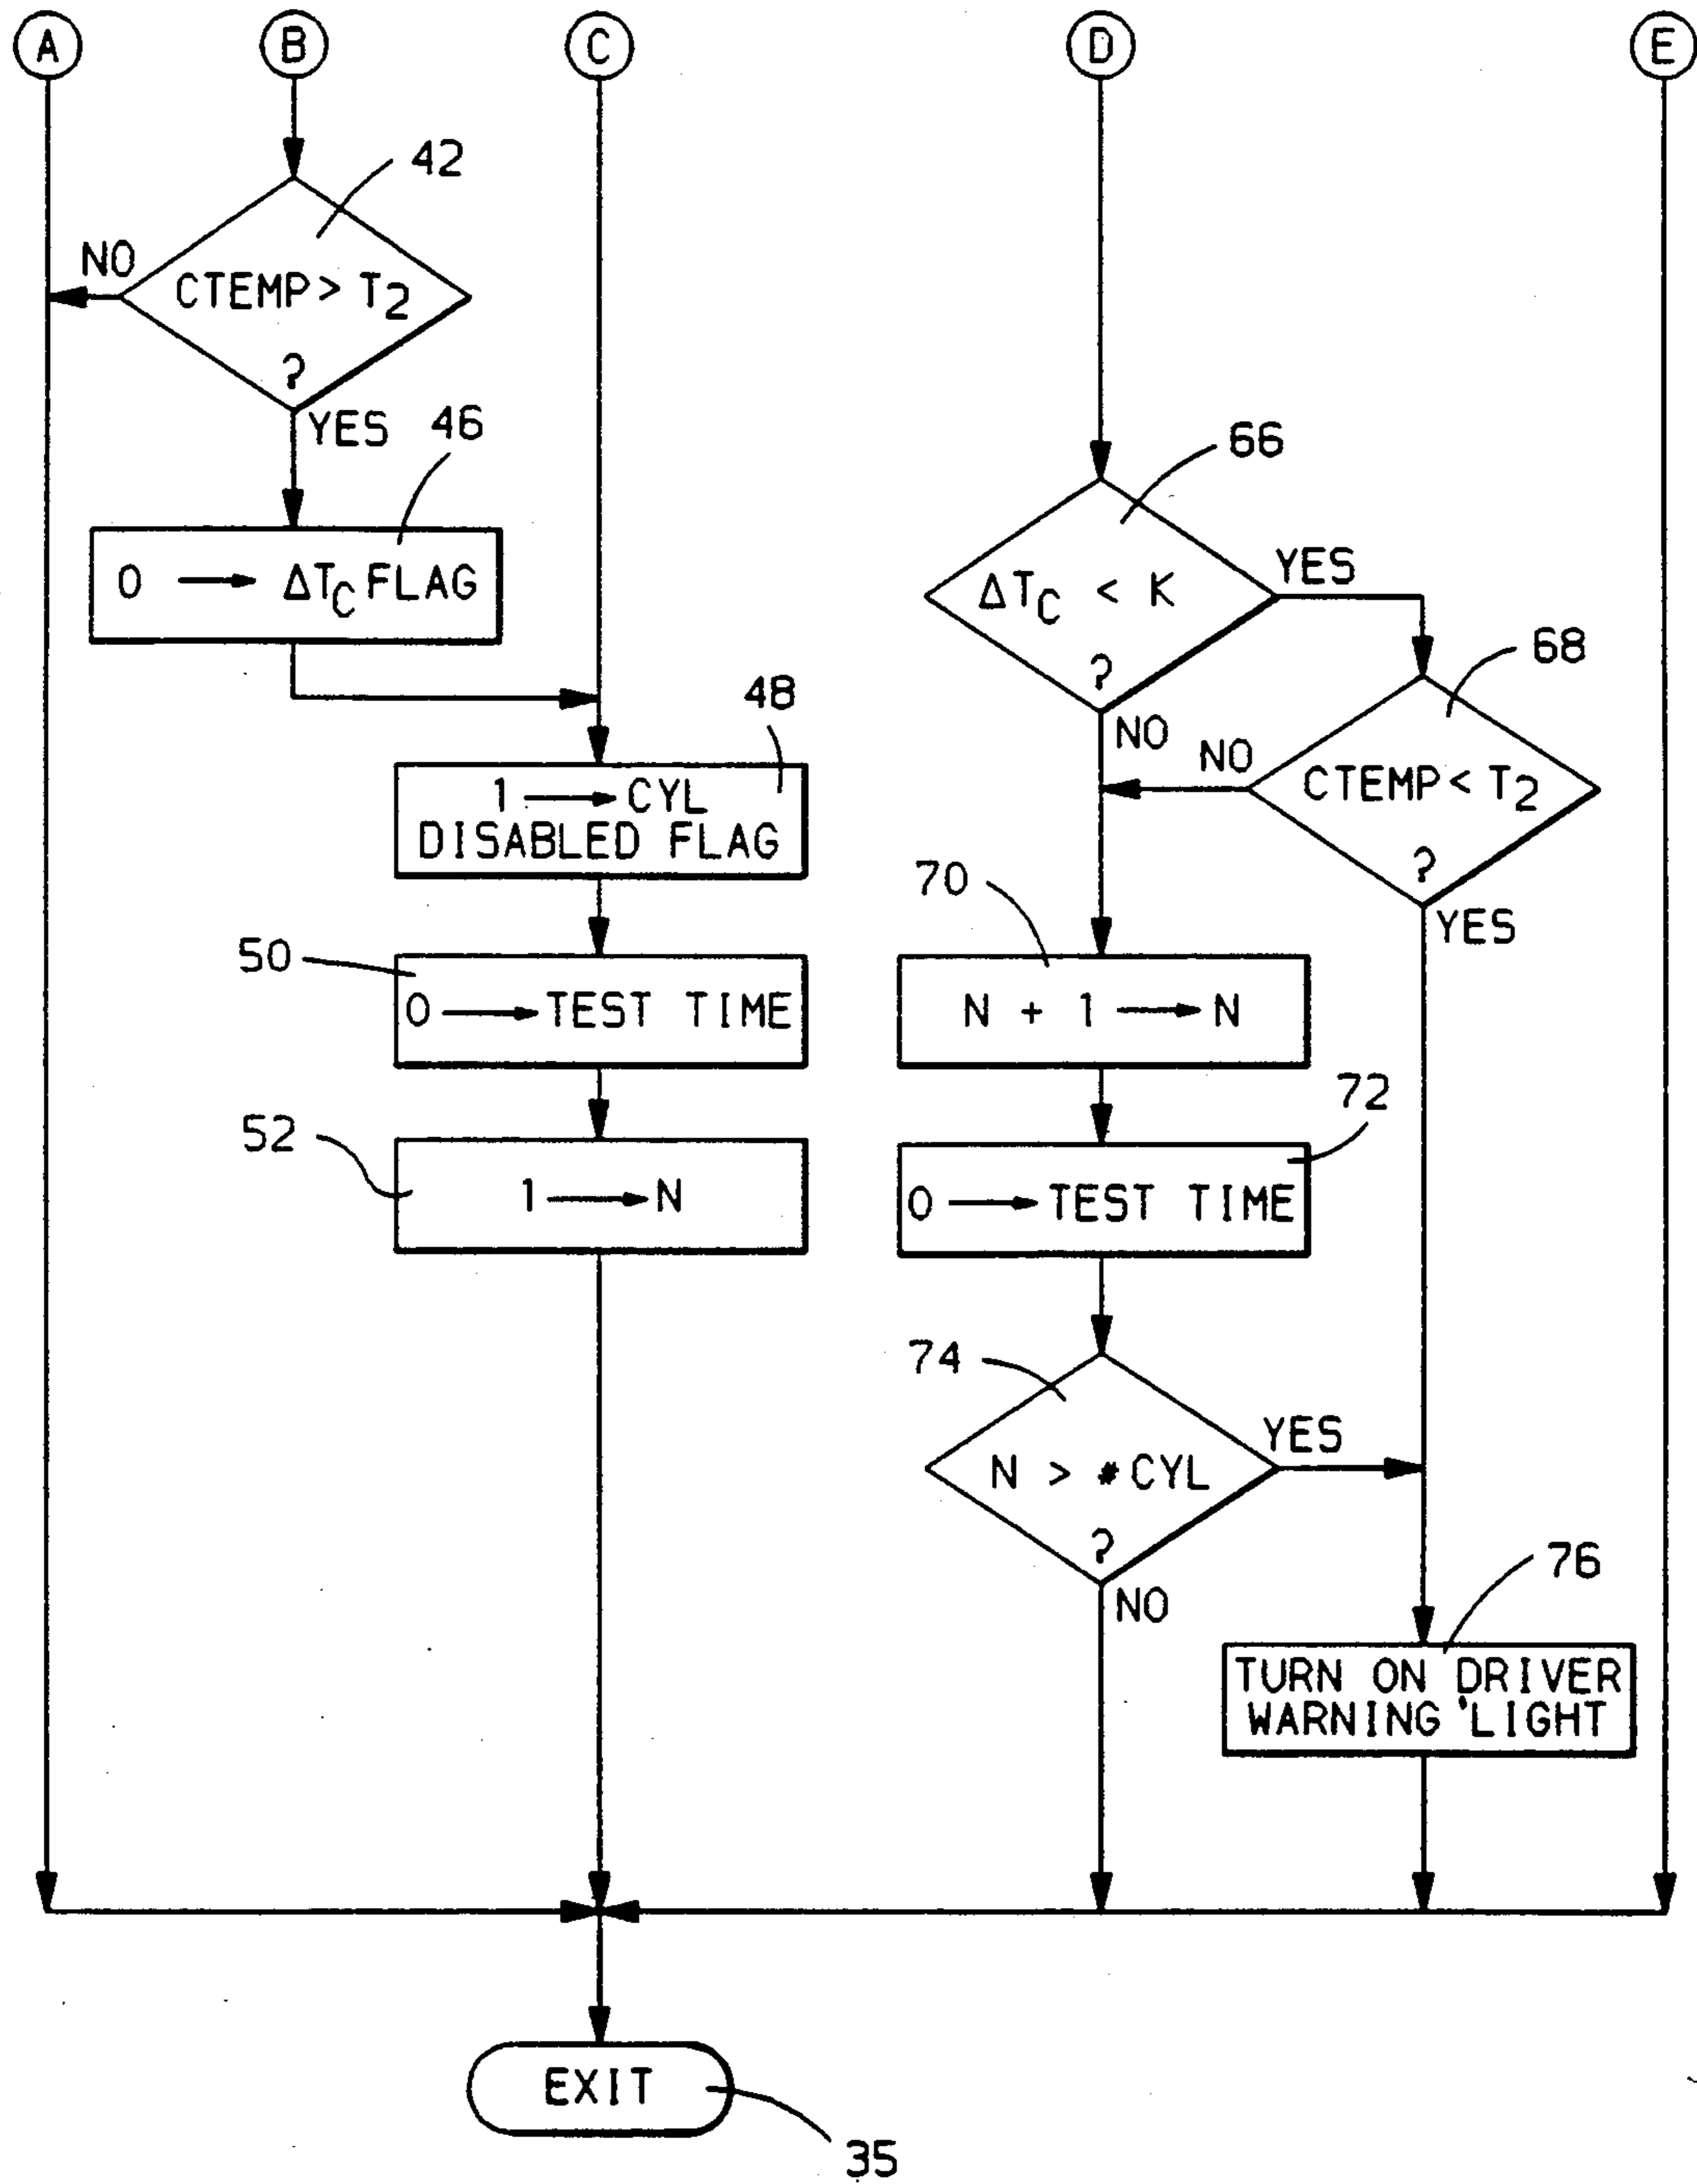 A
B
C
D
E
42
NO
CTEMP > T2
?
YES
46
0 → ΔTC FLAG
48
1 → CYL
DISABLED FLAG
50
0 → TEST TIME
52
1 → N
66
ΔTC < K
?
YES
NO
68
CTEMP < T2
?
NO
YES
70
N + 1 → N
72
0 → TEST TIME
74
N > #CYL
?
YES
NO
76
TURN ON DRIVER
WARNING LIGHT
EXIT
35